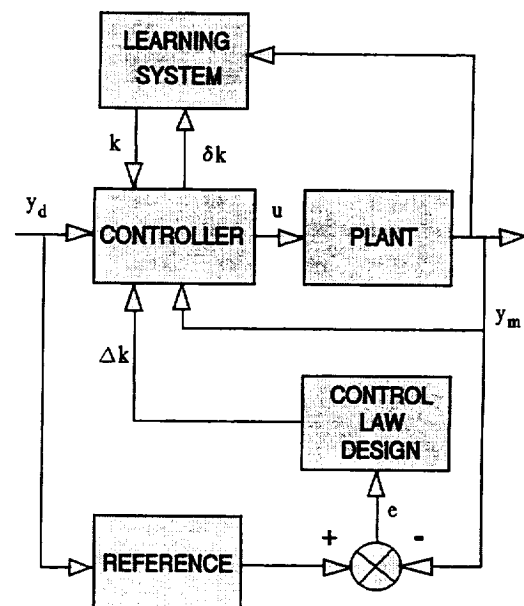 LEARNING
SYSTEM
k
δk
y_d
CONTROLLER
u
PLANT
y_m
Δk
CONTROL
LAW
DESIGN
e
+
-
REFERENCE